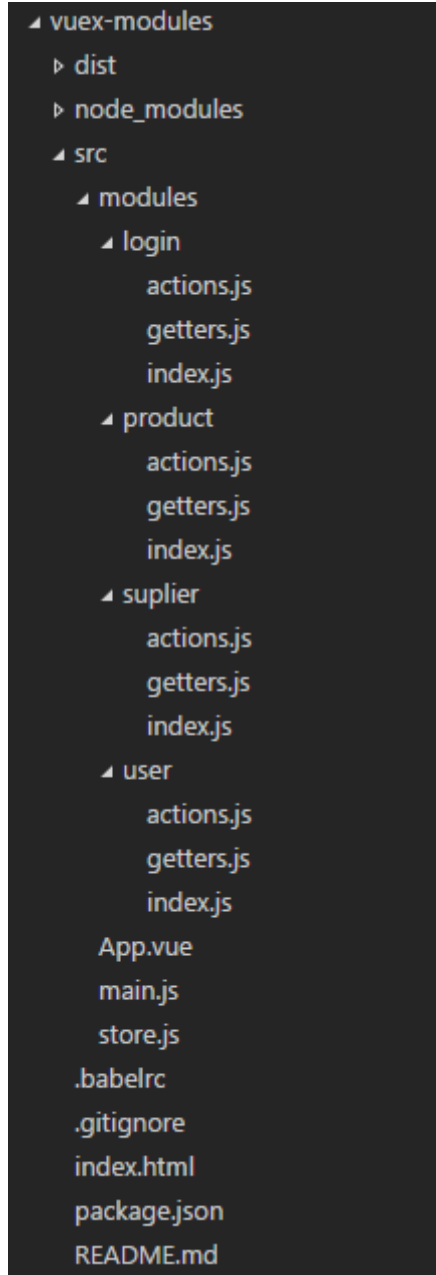 vuex-modules
dist
node_modules
src
modules
login
actions.js
getters.js
index.js
product
actions.js
getters.js
index.js
suplier
actions.js
getters.js
index.js
user
actions.js
getters.js
index.js
App.vue
main.js
store.js
.babelrc
.gitignore
index.html
package.json
README.md